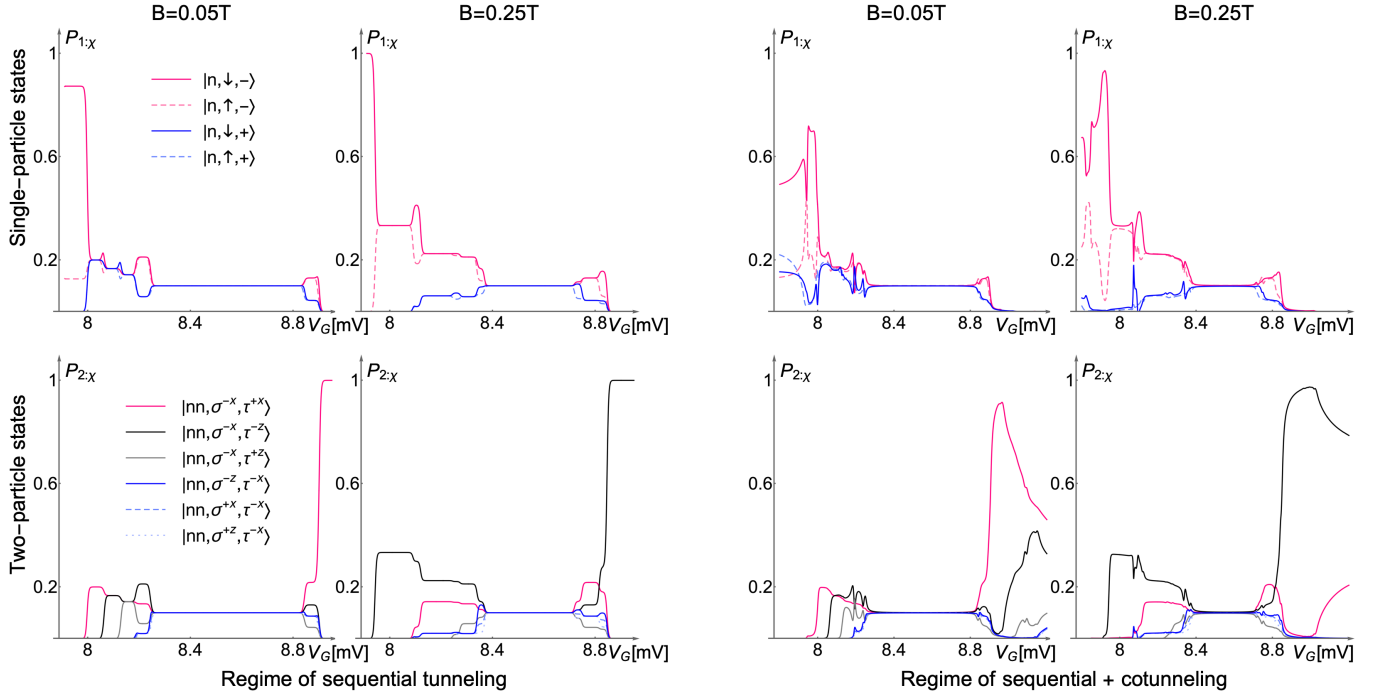 B=0.05T
B=0.25T
B=0.05T
B=0.25T
Single-particle states
P1:χ
1
0.6
0.2
8
8.4
8.8
VG[mV]
|n,↓,−⟩
|n,↑,−⟩
|n,↓,+⟩
|n,↑,+⟩
P1:χ
1
0.6
0.2
8
8.4
8.8
VG[mV]
P1:χ
1
0.6
0.2
8
8.4
8.8
VG[mV]
P1:χ
1
0.6
0.2
8
8.4
8.8
VG[mV]
Two-particle states
P2:χ
1
0.6
0.2
8
8.4
8.8
VG[mV]
|nn,σ⁻ˣ,τ⁺ˣ⟩
|nn,σ⁻ˣ,τ⁻ᶻ⟩
|nn,σ⁻ˣ,τ⁺ᶻ⟩
|nn,σ⁻ᶻ,τ⁻ˣ⟩
|nn,σ⁺ˣ,τ⁻ˣ⟩
|nn,σ⁺ᶻ,τ⁻ˣ⟩
P2:χ
1
0.6
0.2
8
8.4
8.8
VG[mV]
P2:χ
1
0.6
0.2
8
8.4
8.8
VG[mV]
P2:χ
1
0.6
0.2
8
8.4
8.8
VG[mV]
Regime of sequential tunneling
Regime of sequential + cotunneling